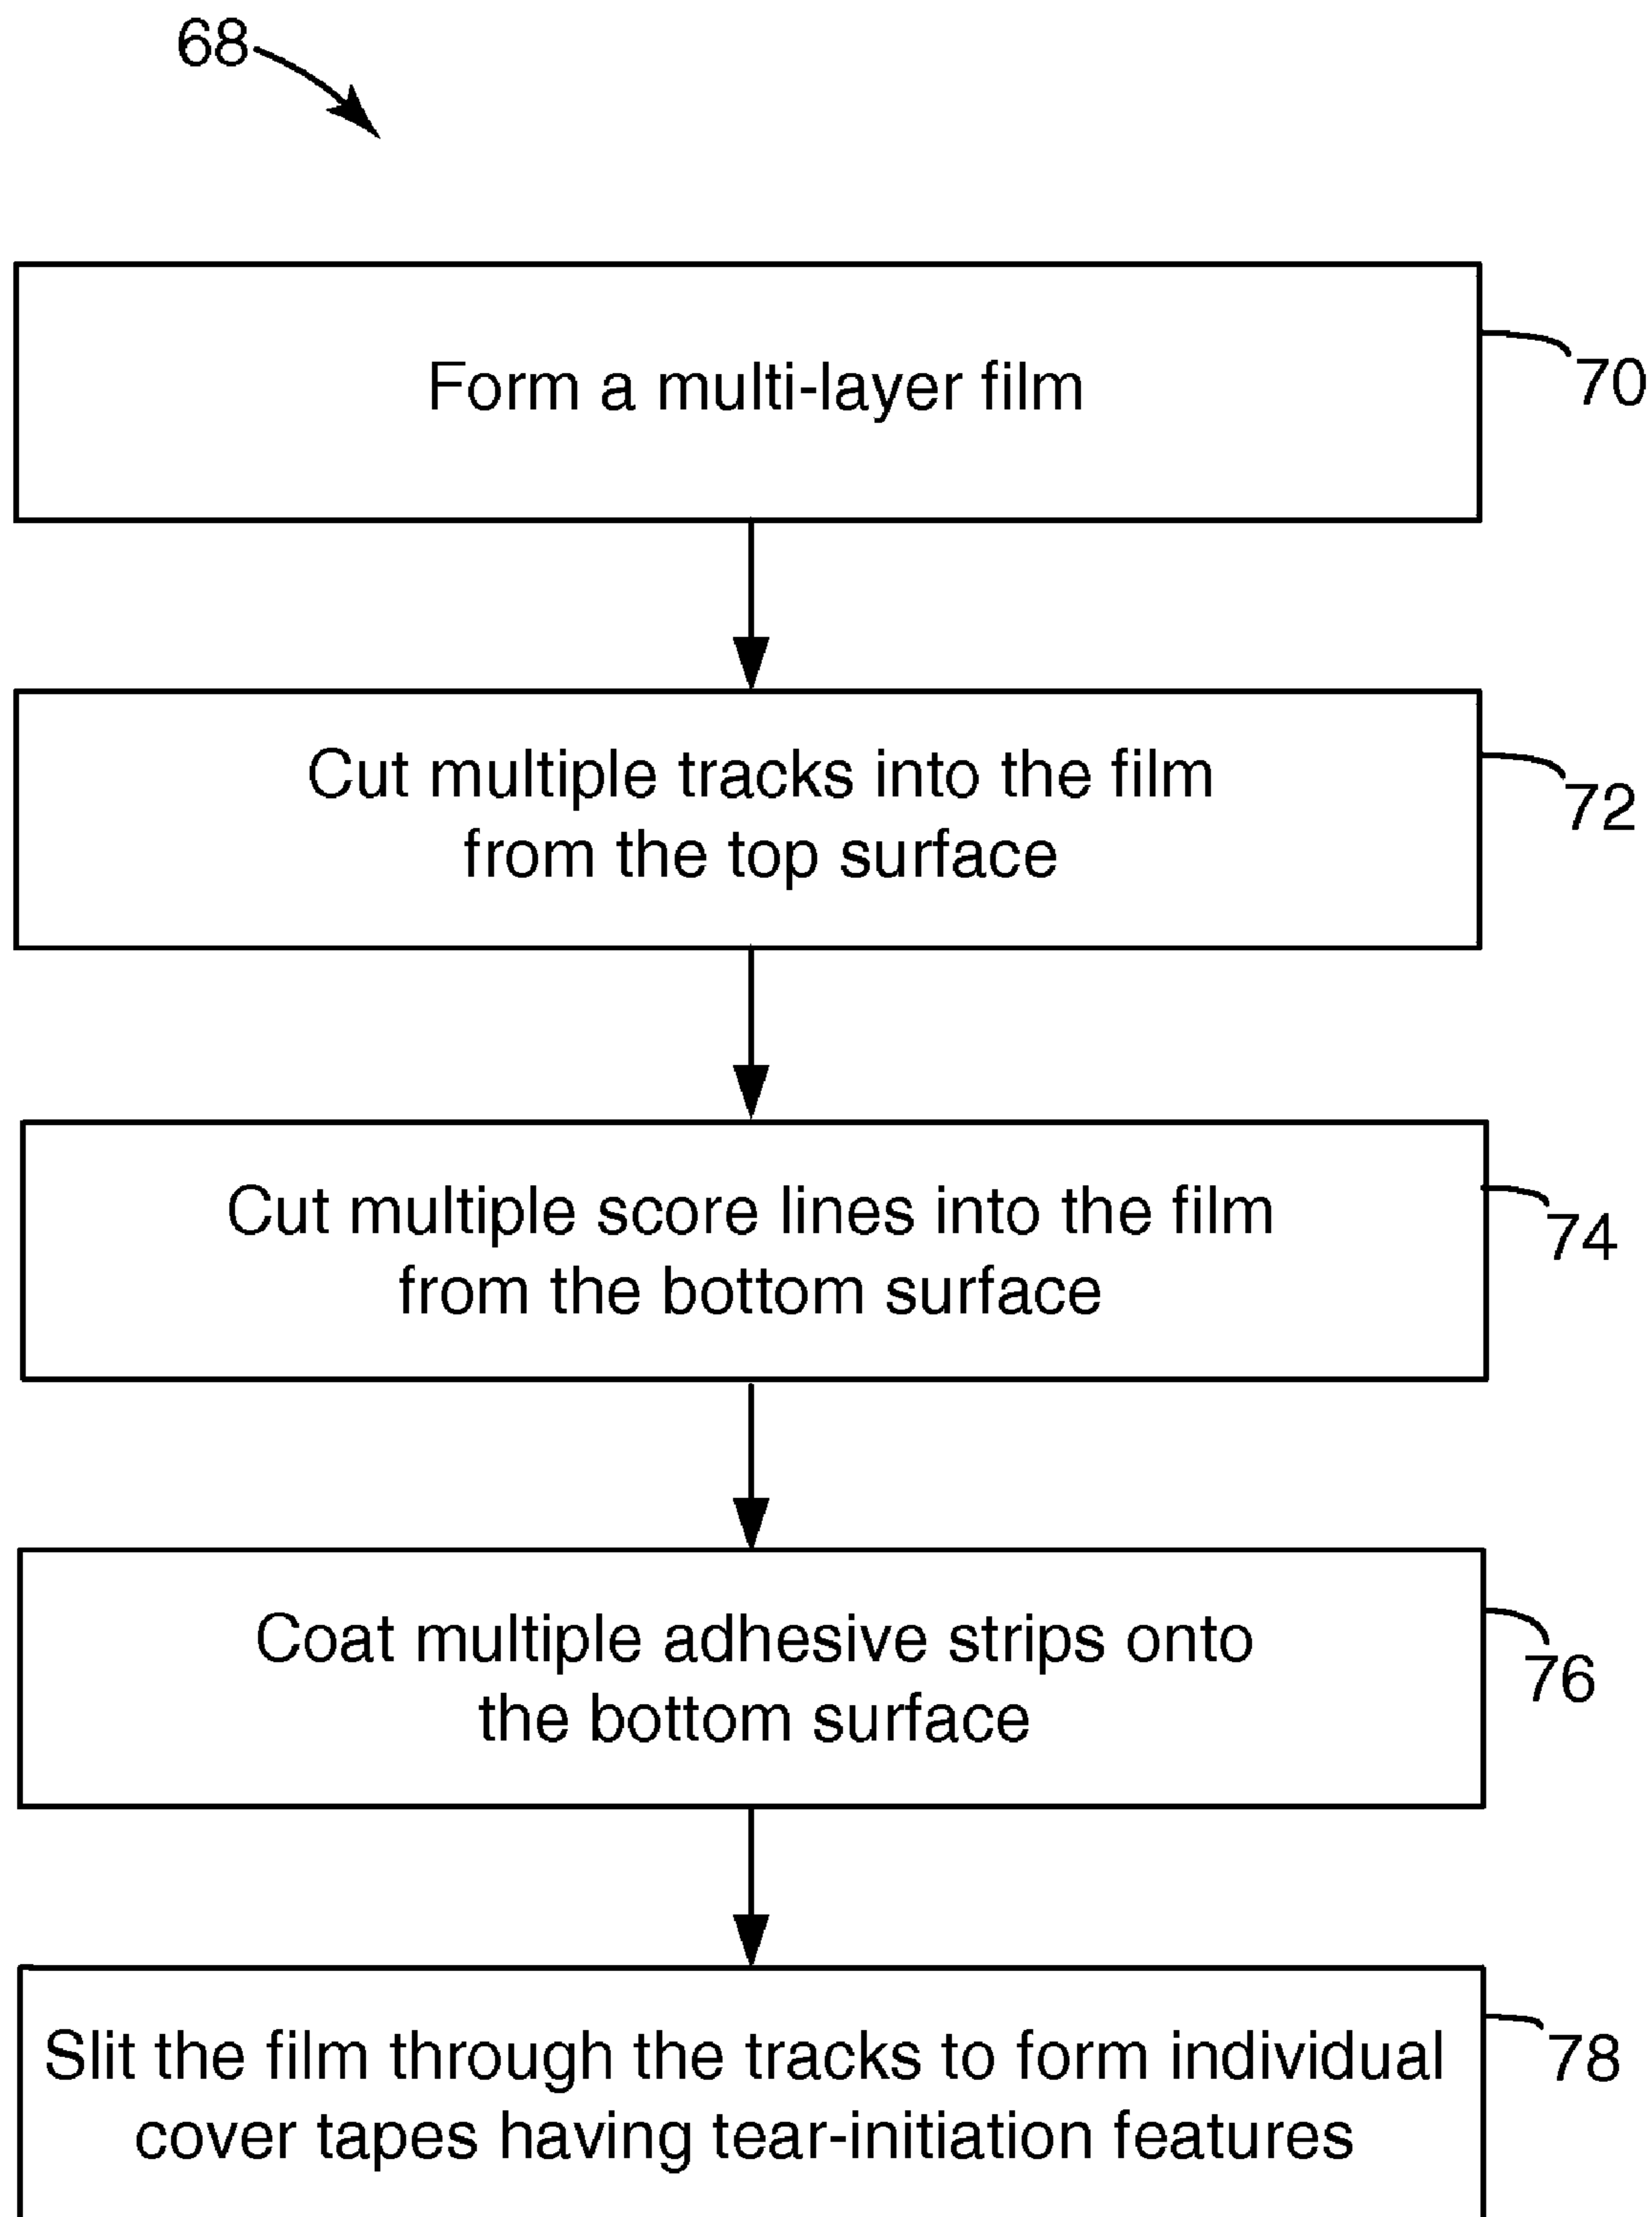 68
Form a multi-layer film
70
Cut multiple tracks into the film
from the top surface
72
Cut multiple score lines into the film
from the bottom surface
74
Coat multiple adhesive strips onto
the bottom surface
76
Slit the film through the tracks to form individual
cover tapes having tear-initiation features
78